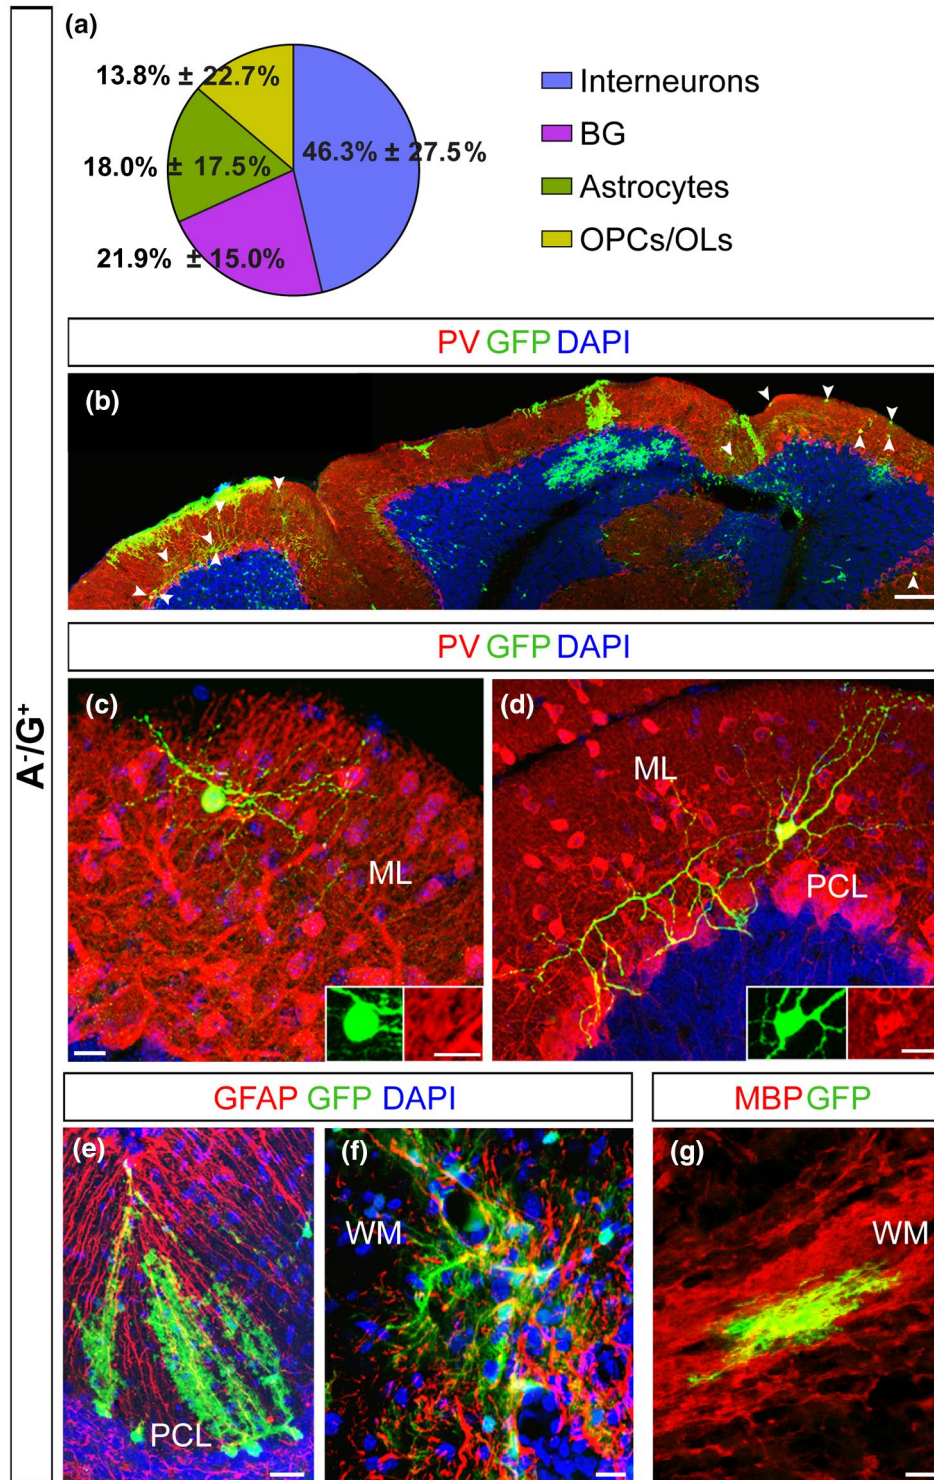 A-/G+
(a)
13.8% ± 22.7%
46.3% ± 27.5%
18.0% ± 17.5%
21.9% ± 15.0%
Interneurons
BG
Astrocytes
OPCs/OLs
PV GFP DAPI
(b)
PV GFP DAPI
(c)
ML
(d)
ML
PCL
GFAP GFP DAPI
MBP GFP
(e)
PCL
(f)
WM
(g)
WM